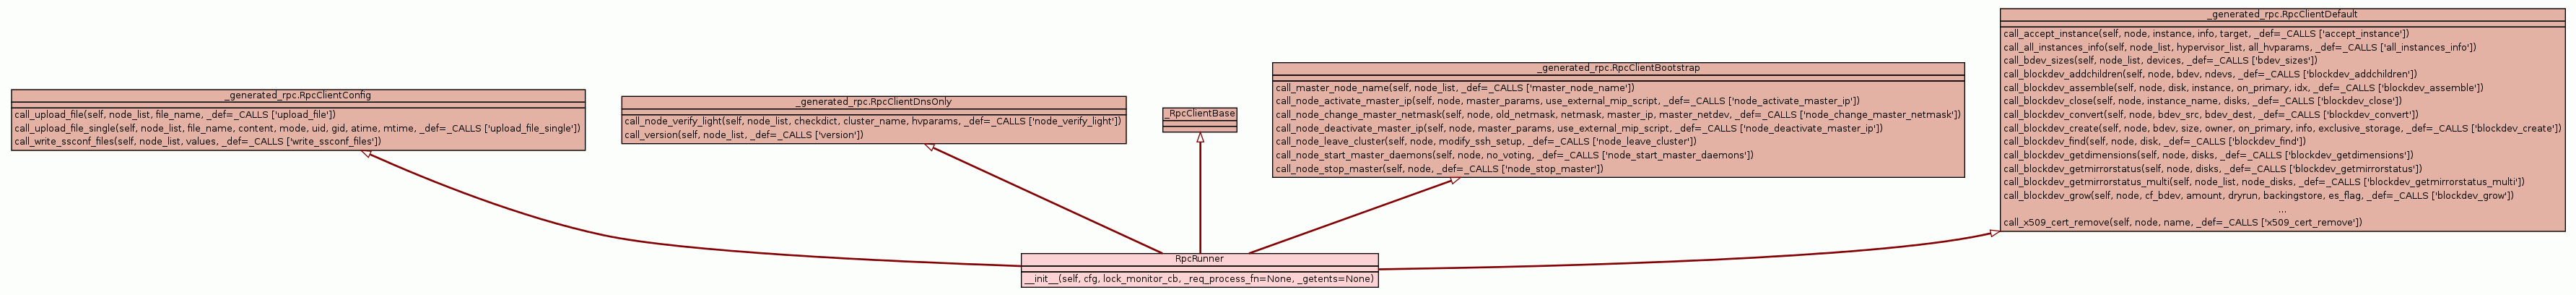 _generated_rpc.RpcClientConfig
call_upload_file(self, node_list, file_name, _def=_CALLS ['upload_file'])
call_upload_file_single(self, node_list, file_name, content, mode, uid, gid, atime, mtime, _def=_CALLS ['upload_file_single'])
call_write_ssconf_files(self, node_list, values, _def=_CALLS ['write_ssconf_files'])
_generated_rpc.RpcClientDnsOnly
call_node_verify_light(self, node_list, checkdict, cluster_name, hvparams, _def=_CALLS ['node_verify_light'])
call_version(self, node_list, _def=_CALLS ['version'])
_RpcClientBase
_generated_rpc.RpcClientBootstrap
call_master_node_name(self, node_list, _def=_CALLS ['master_node_name'])
call_node_activate_master_ip(self, node, master_params, use_external_mip_script, _def=_CALLS ['node_activate_master_ip'])
call_node_change_master_netmask(self, node, old_netmask, netmask, master_ip, master_netdev, _def=_CALLS ['node_change_master_netmask'])
call_node_deactivate_master_ip(self, node, master_params, use_external_mip_script, _def=_CALLS ['node_deactivate_master_ip'])
call_node_leave_cluster(self, node, modify_ssh_setup, _def=_CALLS ['node_leave_cluster'])
call_node_start_master_daemons(self, node, no_voting, _def=_CALLS ['node_start_master_daemons'])
call_node_stop_master(self, node, _def=_CALLS ['node_stop_master'])
_generated_rpc.RpcClientDefault
call_accept_instance(self, node, instance, info, target, _def=_CALLS ['accept_instance'])
call_all_instances_info(self, node_list, hypervisor_list, all_hvparams, _def=_CALLS ['all_instances_info'])
call_bdev_sizes(self, node_list, devices, _def=_CALLS ['bdev_sizes'])
call_blockdev_addchildren(self, node, bdev, ndevs, _def=_CALLS ['blockdev_addchildren'])
call_blockdev_assemble(self, node, disk, instance, on_primary, idx, _def=_CALLS ['blockdev_assemble'])
call_blockdev_close(self, node, instance_name, disks, _def=_CALLS ['blockdev_close'])
call_blockdev_convert(self, node, bdev_src, bdev_dest, _def=_CALLS ['blockdev_convert'])
call_blockdev_create(self, node, bdev, size, owner, on_primary, info, exclusive_storage, _def=_CALLS ['blockdev_create'])
call_blockdev_find(self, node, disk, _def=_CALLS ['blockdev_find'])
call_blockdev_getdimensions(self, node, disks, _def=_CALLS ['blockdev_getdimensions'])
call_blockdev_getmirrorstatus(self, node, disks, _def=_CALLS ['blockdev_getmirrorstatus'])
call_blockdev_getmirrorstatus_multi(self, node_list, node_disks, _def=_CALLS ['blockdev_getmirrorstatus_multi'])
call_blockdev_grow(self, node, cf_bdev, amount, dryrun, backingstore, es_flag, _def=_CALLS ['blockdev_grow'])
...
call_x509_cert_remove(self, node, name, _def=_CALLS ['x509_cert_remove'])
RpcRunner
__init__(self, cfg, lock_monitor_cb, _req_process_fn=None, _getents=None)